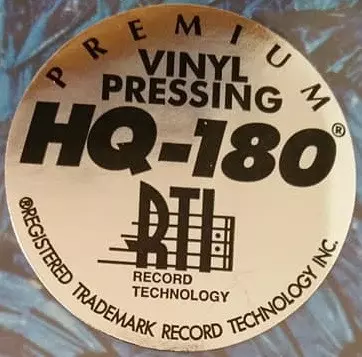 PREMIUM
VINYL
PRESSING
HQ-180®
RTI
RECORD
TECHNOLOGY
®REGISTERED TRADEMARK RECORD TECHNOLOGY INC.